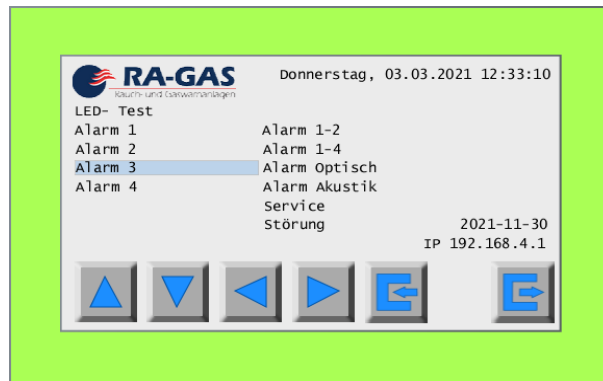 RA-GAS
Rauch- und Gaswarnanlagen
Donnerstag, 03.03.2021 12:33:10
LED- Test
Alarm 1 Alarm 1-2
Alarm 2 Alarm 1-4
Alarm 3 Alarm Optisch
Alarm 4 Alarm Akustik
Service
Störung 2021-11-30
IP 192.168.4.1